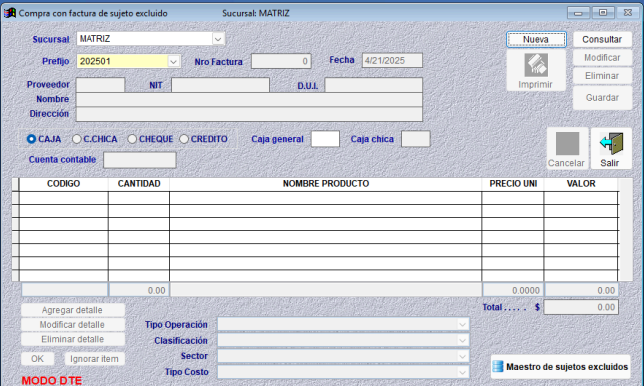 Compra con factura de sujeto excluido Sucursal: MATRIZ
Sucursal MATRIZ Nueva Consultar
Prefijo 202501 Nro Factura 0 Fecha 4/21/2025 Imprimir Modificar
Eliminar
Proveedor NIT D.U.I. Guardar
Nombre
Dirección
CAJA C.CHICA CHEQUE CREDITO Caja general Caja chica
Cuenta contable Cancelar Salir
CODIGO CANTIDAD NOMBRE PRODUCTO PRECIO UNI VALOR
0.00 0.0000 0.00
Total . . . . . $ 0.00
Agregar detalle
Modificar detalle Tipo Operación
Eliminar detalle Clasificación
OK Ignorar item Sector
Tipo Costo Maestro de sujetos excluidos
MODO DTE